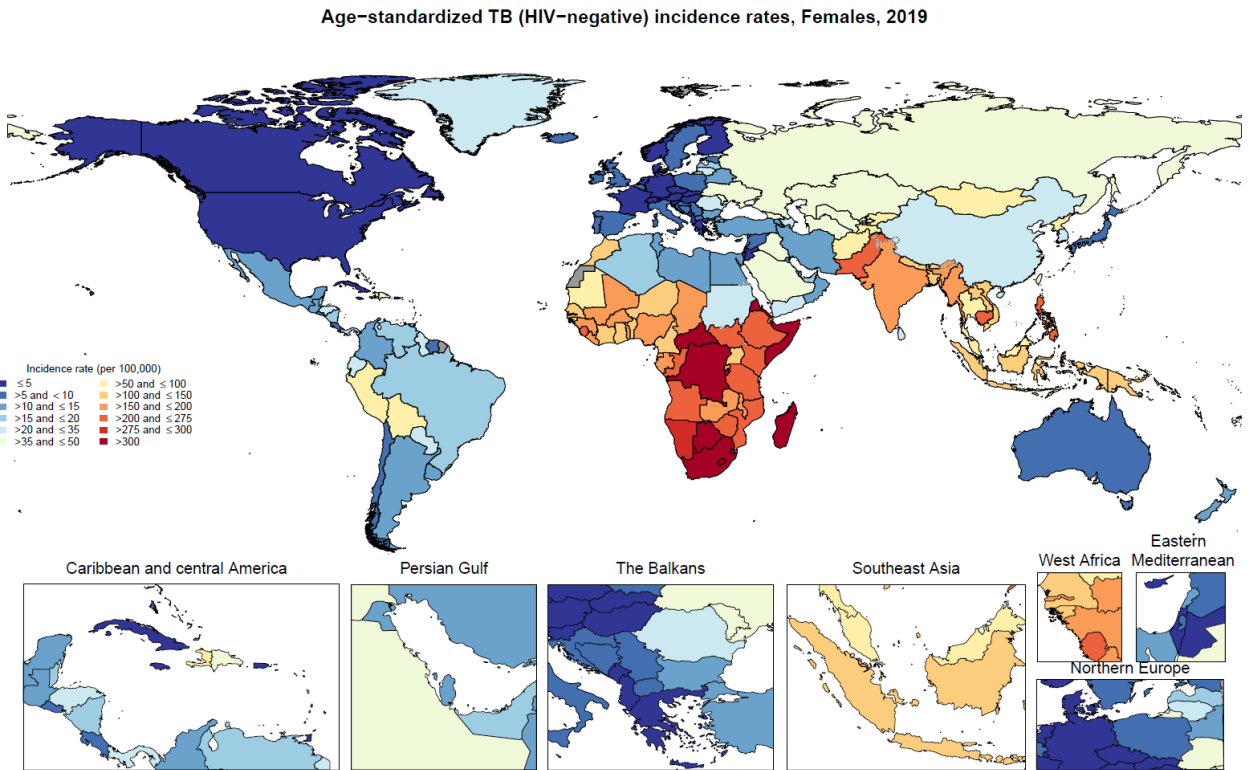 Age−standardized TB (HIV−negative) incidence rates, Females, 2019
Incidence rate (per 100,000)
≤ 5
>5 and < 10
>10 and ≤ 15
>15 and ≤ 20
>20 and ≤ 35
>35 and ≤ 50
>50 and ≤ 100
>100 and ≤ 150
>150 and ≤ 200
>200 and ≤ 275
>275 and ≤ 300
>300
Caribbean and central America
Persian Gulf
The Balkans
Southeast Asia
West Africa
Eastern
Mediterranean
Northern Europe